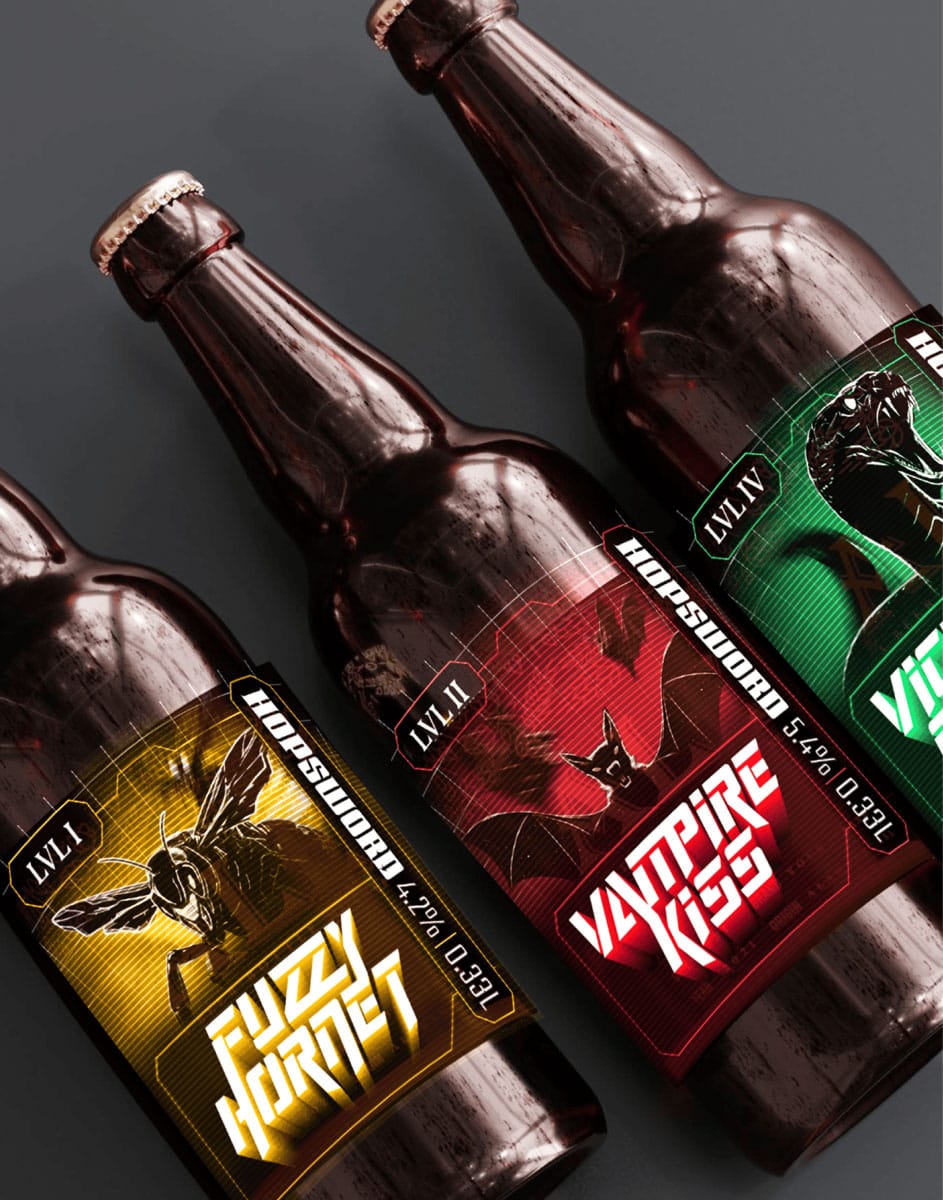 LVL I
HOPSWORD 4.2% | 0.33L
FUZZY
HORNET
LVL II
HOPSWORD 5.4% | 0.33L
VAMPIRE
KISS
LVL IV